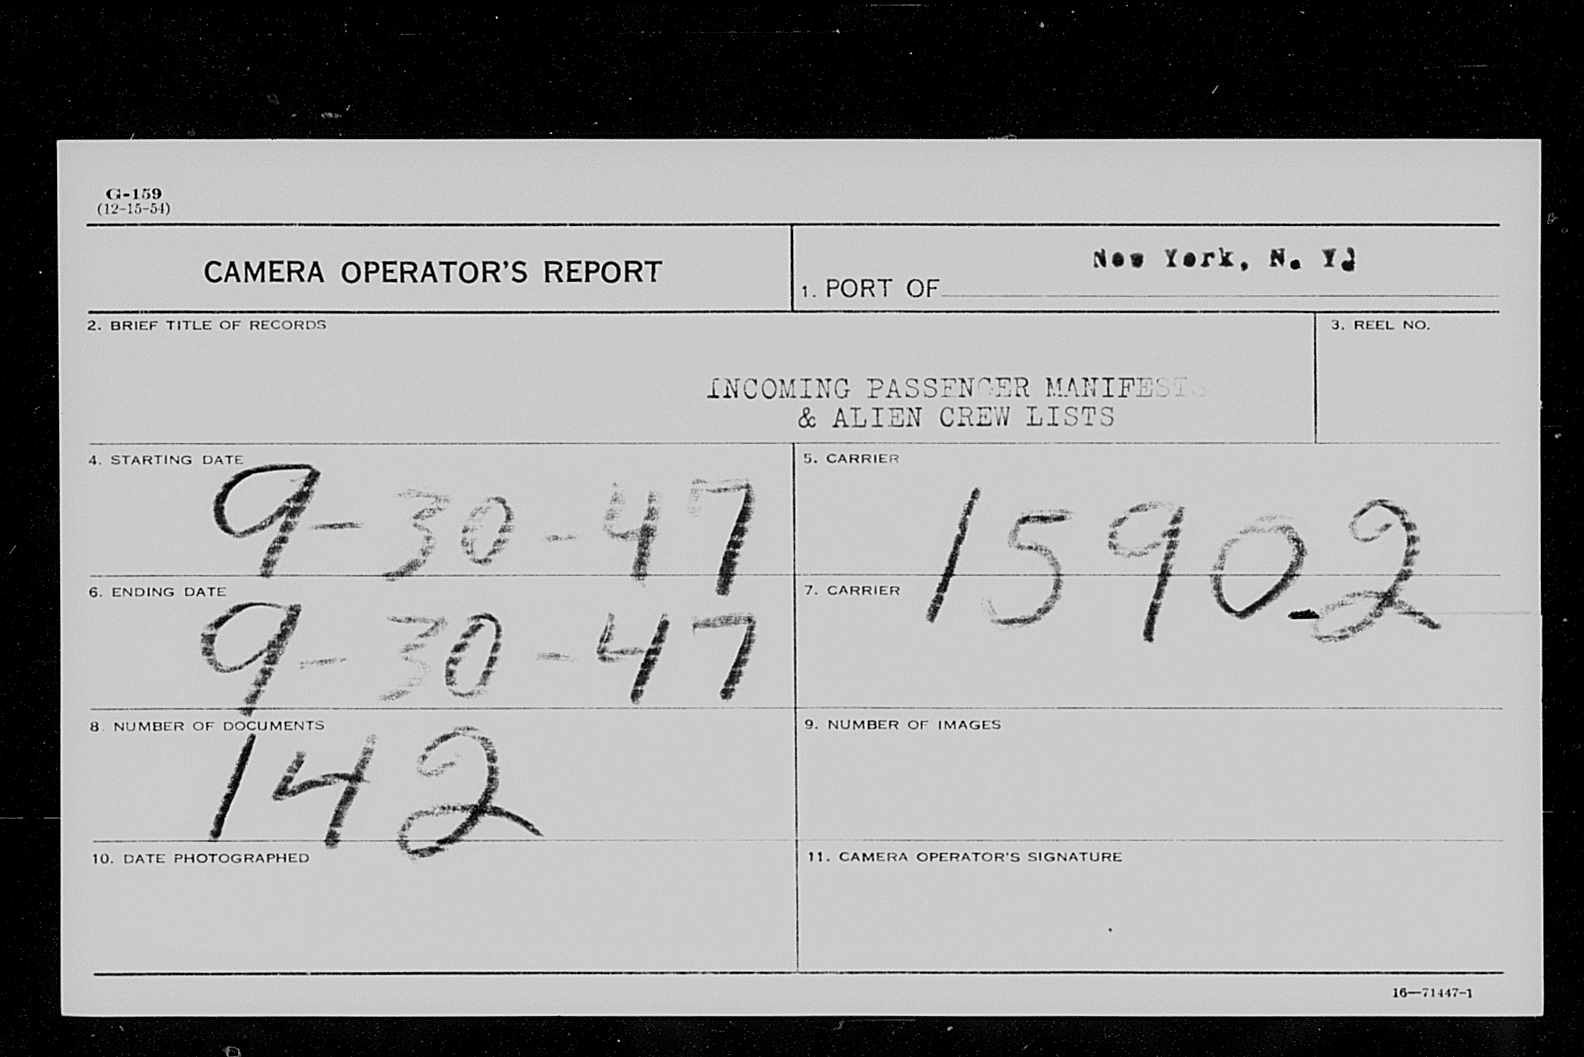 G-159
(12-15-54)
CAMERA OPERATOR'S REPORT
1. PORT OF New York, N. Y.
2. BRIEF TITLE OF RECORDS
3. REEL NO.
INCOMING PASSENGER MANIFESTS
& ALIEN CREW LISTS
4. STARTING DATE
9-30-47
5. CARRIER
15902
6. ENDING DATE
9-30-47
7. CARRIER
8. NUMBER OF DOCUMENTS
142
9. NUMBER OF IMAGES
10. DATE PHOTOGRAPHED
11. CAMERA OPERATOR'S SIGNATURE
16—71447-1